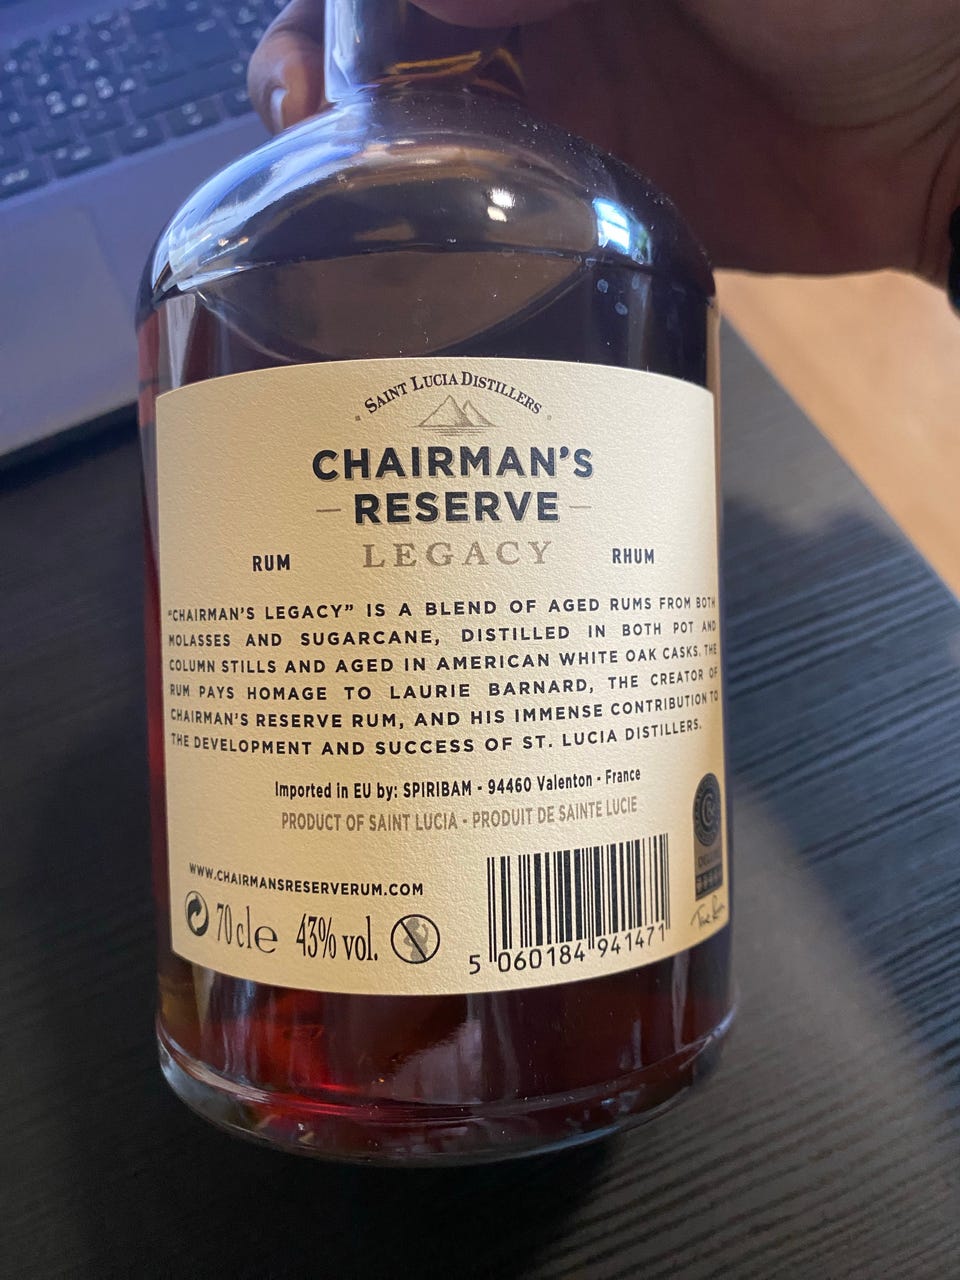 SAINT LUCIA DISTILLERS
CHAIRMAN'S
RESERVE
LEGACY
RUM
RHUM
"CHAIRMAN'S LEGACY" IS A BLEND OF AGED RUMS FROM BOTH
MOLASSES AND SUGARCANE, DISTILLED IN BOTH POT AND
COLUMN STILLS AND AGED IN AMERICAN WHITE OAK CASKS. THE
RUM PAYS HOMAGE TO LAURIE BARNARD, THE CREATOR OF
CHAIRMAN'S RESERVE RUM, AND HIS IMMENSE CONTRIBUTION TO
THE DEVELOPMENT AND SUCCESS OF ST. LUCIA DISTILLERS.
Imported in EU by: SPIRIBAM - 94460 Valenton - France
PRODUCT OF SAINT LUCIA - PRODUIT DE SAINTE LUCIE
WWW.CHAIRMANSRESERVERUM.COM
70 cl e 43% vol.
5 060184 941471